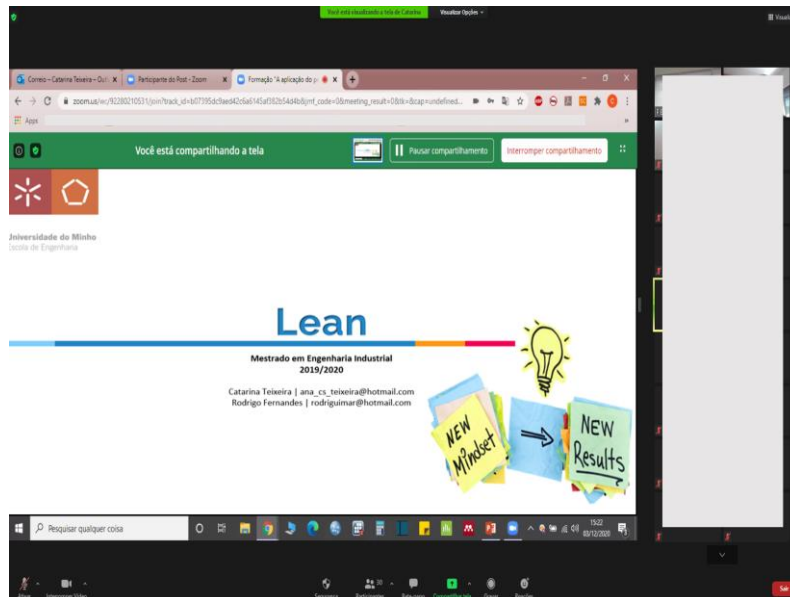 Você está visualizando a tela de Catarina
Visualizar Opções
Correio – Catarina Teixeira – Out
Participante do Post - Zoom
Formação "A aplicação do p
Apps
Você está compartilhando a tela
Pausar compartilhamento
Interromper compartilhamento
Universidade do Minho
Escola de Engenharia
Lean
Mestrado em Engenharia Industrial
2019/2020
Catarina Teixeira | ana_cs_teixeira@hotmail.com
Rodrigo Fernandes | rodriguimar@hotmail.com
NEW
Mindset
NEW
Results
Pesquisar qualquer coisa
15:22
03/12/2020